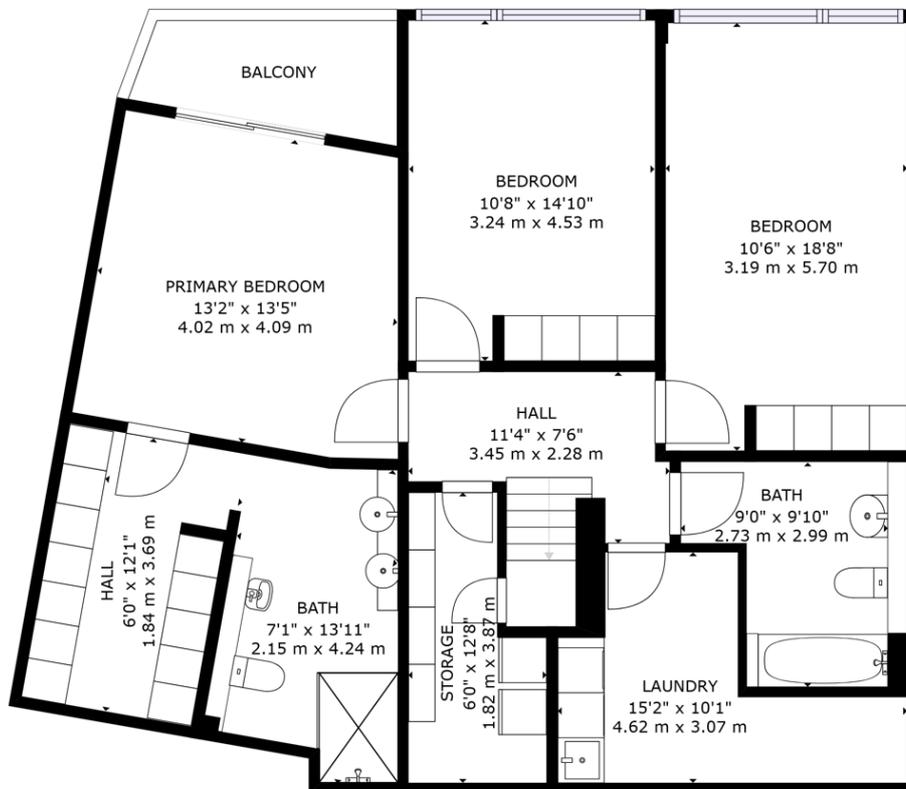 BALCONY
BEDROOM
10'8" x 14'10"
3.24 m x 4.53 m
BEDROOM
10'6" x 18'8"
3.19 m x 5.70 m
PRIMARY BEDROOM
13'2" x 13'5"
4.02 m x 4.09 m
HALL
11'4" x 7'6"
3.45 m x 2.28 m
BATH
9'0" x 9'10"
2.73 m x 2.99 m
HALL
6'0" x 12'1"
1.84 m x 3.69 m
BATH
7'1" x 13'11"
2.15 m x 4.24 m
STORAGE
6'0" x 12'8"
1.82 m x 3.87 m
LAUNDRY
15'2" x 10'1"
4.62 m x 3.07 m